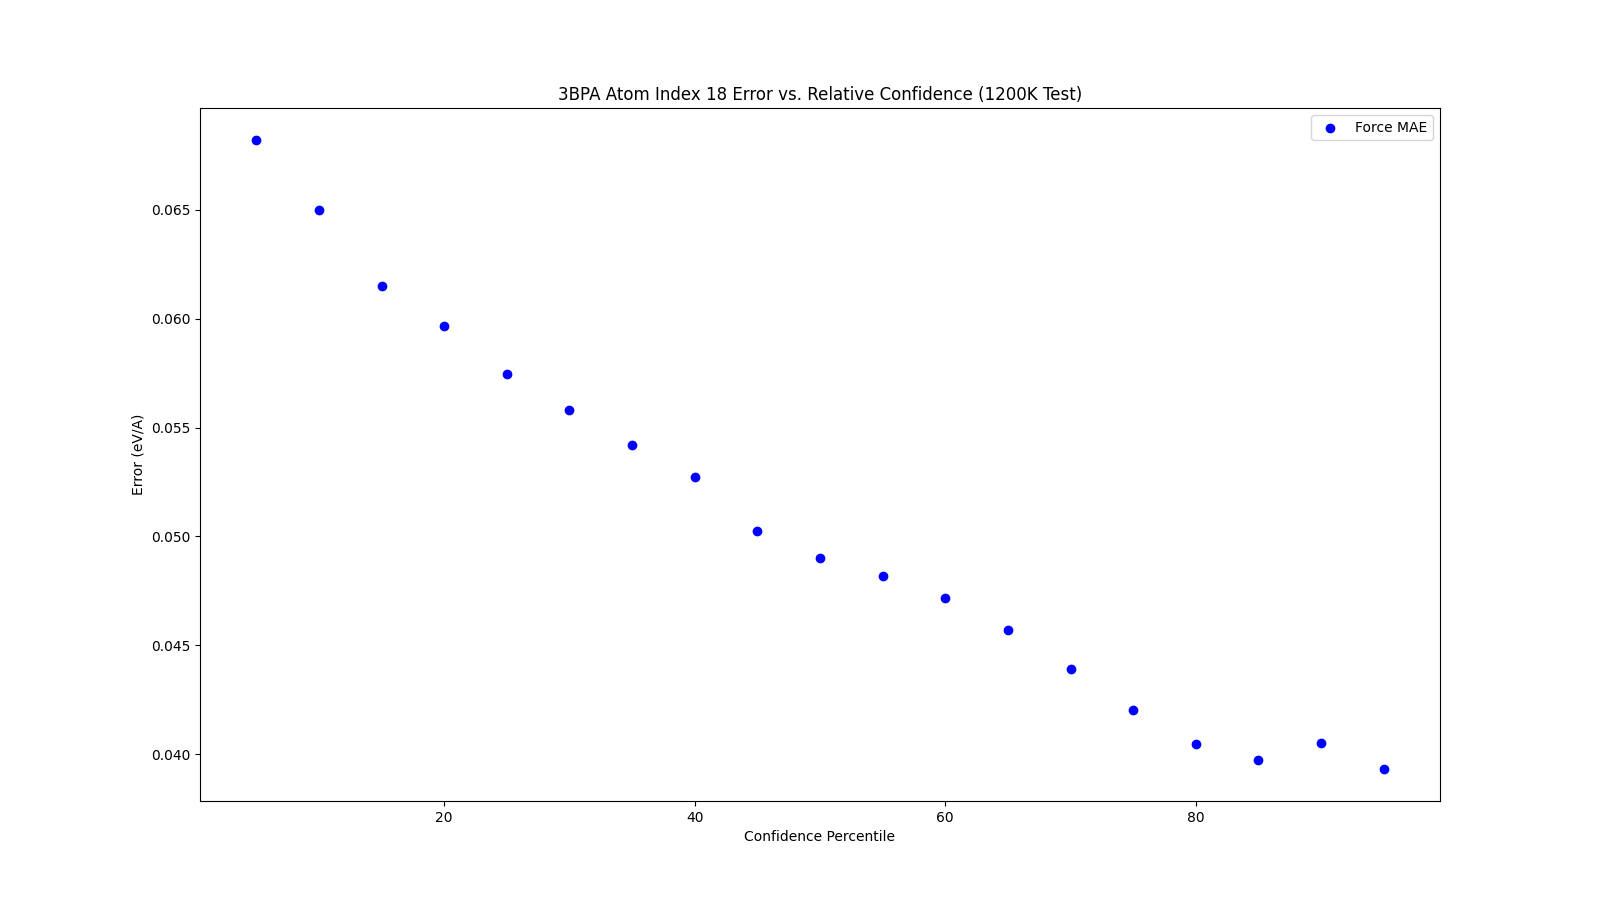 3BPA Atom Index 18 Error vs. Relative Confidence (1200K Test)
Force MAE
0.065
0.060
0.055
0.050
0.045
0.040
Error (eV/A)
20
40
60
80
Confidence Percentile